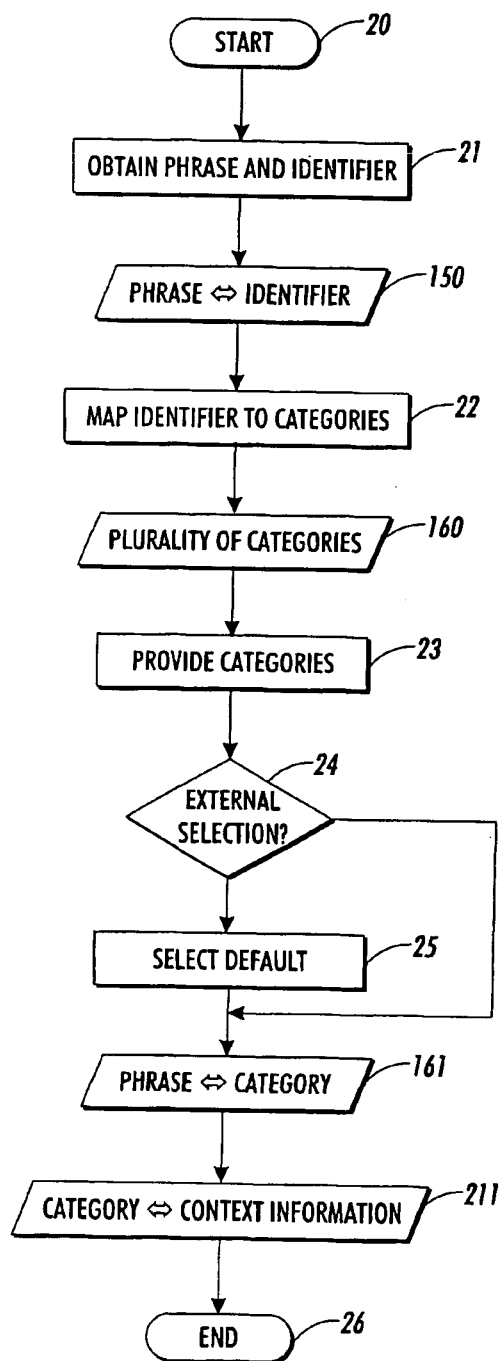 START
20
OBTAIN PHRASE AND IDENTIFIER
21
PHRASE ⇔ IDENTIFIER
150
MAP IDENTIFIER TO CATEGORIES
22
PLURALITY OF CATEGORIES
160
PROVIDE CATEGORIES
23
EXTERNAL
SELECTION?
24
SELECT DEFAULT
25
PHRASE ⇔ CATEGORY
161
CATEGORY ⇔ CONTEXT INFORMATION
211
END
26